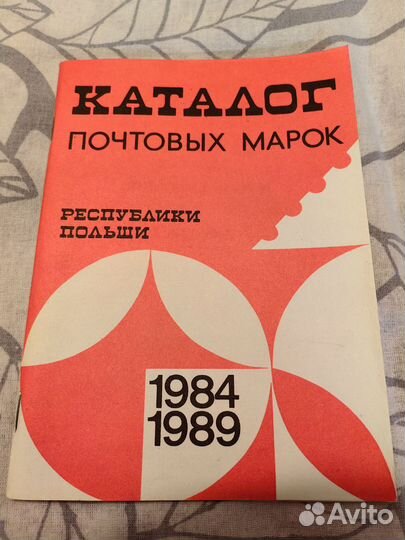 КАТАЛОГ
ПОЧТОВЫХ МАРОК
РЕСПУБЛИКИ
ПОЛЬШИ
1984
1989
Avito